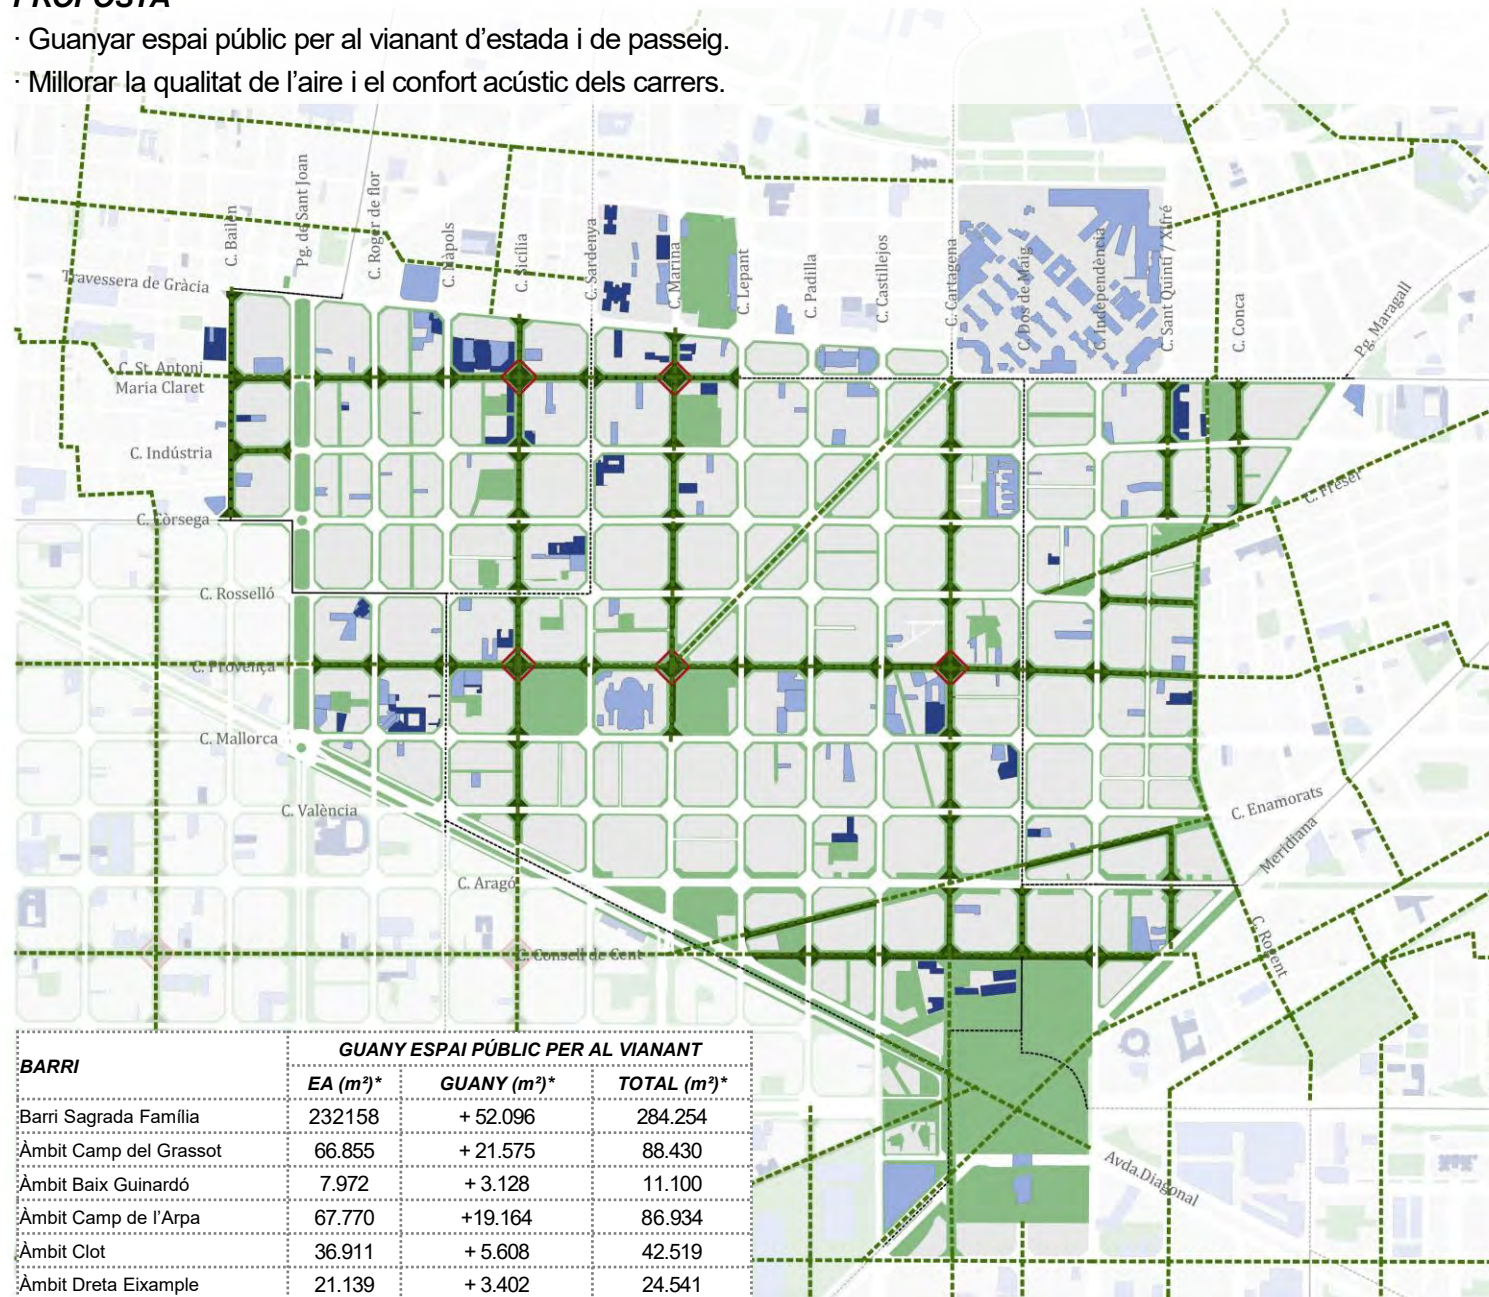 PROPOSTA
· Guanyar espai públic per al vianant d'estada i de passeig.
· Millorar la qualitat de l'aire i el confort acústic dels carrers.
C. Bailén
Pg. de Sant Joan
C. Roger de flor
C. Nàpols
C. Sicília
C. Sardenya
C. Marina
C. Lepant
C. Padilla
C. Castillejos
C. Cartagena
C. Dos de Maig
C. Independència
C. Sant Quintí / Xifré
C. Conca
Pg. Maragall
Travessera de Gràcia
C. St. Antoni
Maria Claret
C. Indústria
C. Freser
C. Còrsega
C. Rosselló
C. Provença
C. Mallorca
C. València
C. Enamorats
Meridiana
C. Aragó
C. Rogent
C. Consell de Cent
Avda.Diagonal
BARRI GUANY ESPAI PÚBLIC PER AL VIANANT
EA (m²)* GUANY (m²)* TOTAL (m²)*
Barri Sagrada Família 232158 + 52.096 284.254
Àmbit Camp del Grassot 66.855 + 21.575 88.430
Àmbit Baix Guinardó 7.972 + 3.128 11.100
Àmbit Camp de l'Arpa 67.770 +19.164 86.934
Àmbit Clot 36.911 + 5.608 42.519
Àmbit Dreta Eixample 21.139 + 3.402 24.541